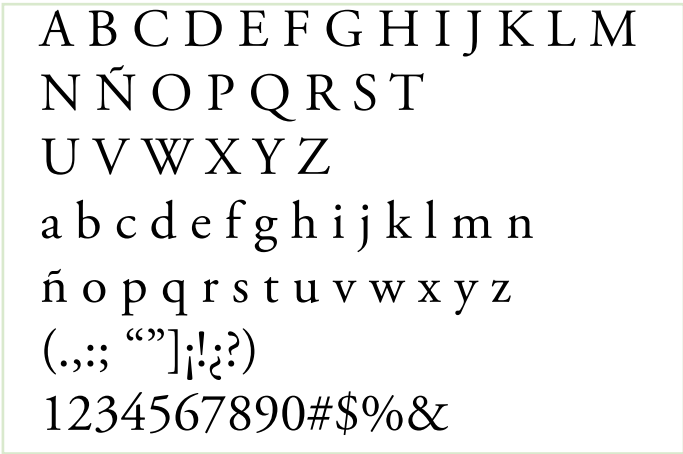 A B C D E F G H I J K L M
N Ñ O P Q R S T
U V W X Y Z
a b c d e f g h i j k l m n
ñ o p q r s t u v w x y z
(.,:; “”]¡!¿?)
1234567890#$%&